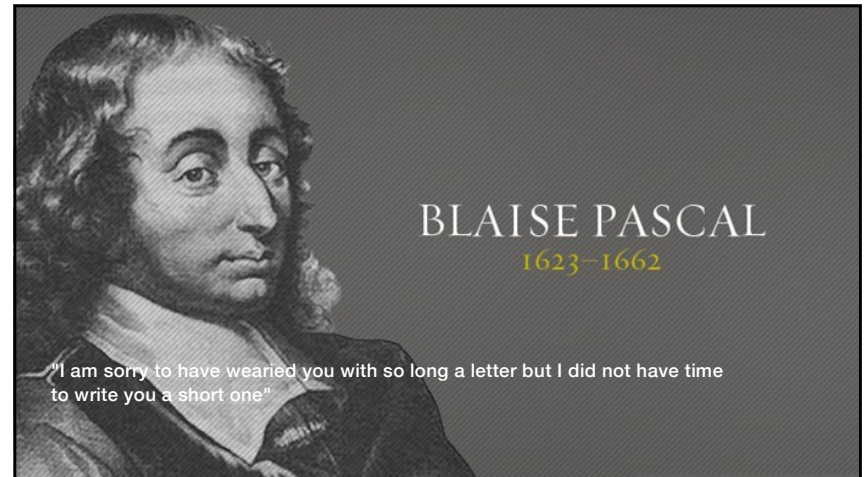 BLAISE PASCAL
1623–1662
"I am sorry to have wearied you with so long a letter but I did not have time
to write you a short one"